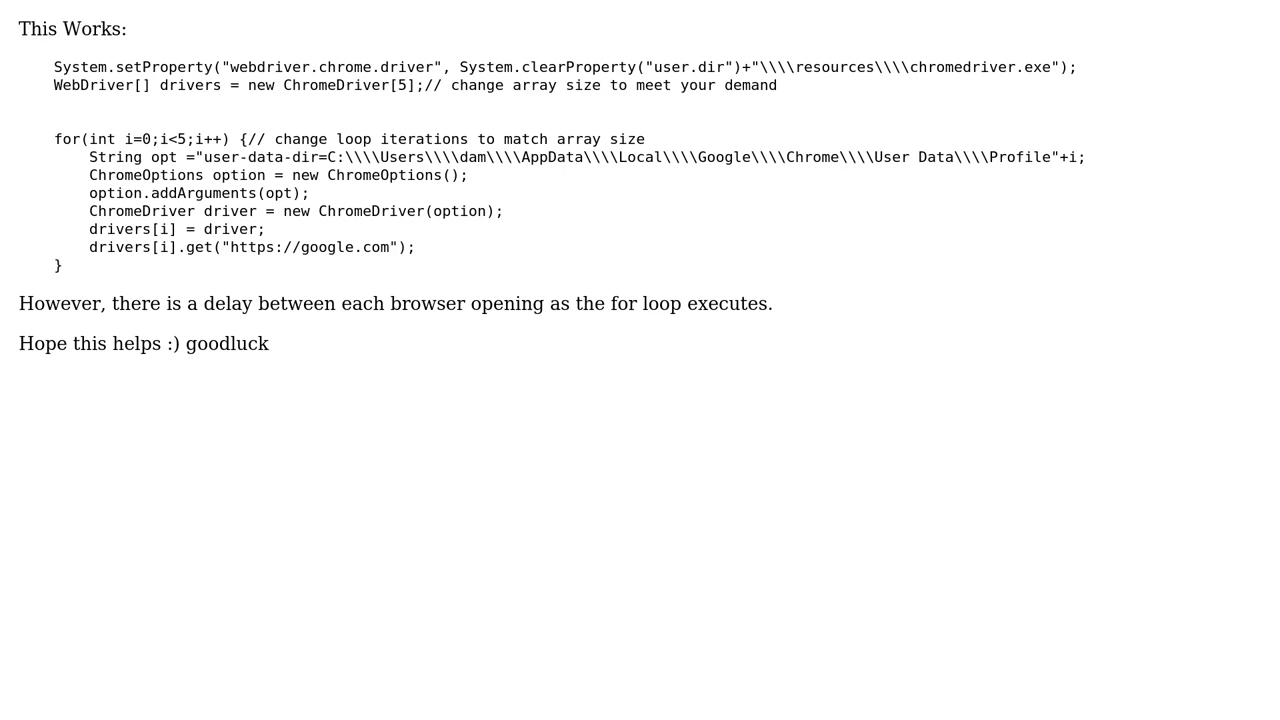 This Works:
System.setProperty("webdriver.chrome.driver", System.clearProperty("user.dir")+"\\\\resources\\\\chromedriver.exe");
WebDriver[] drivers = new ChromeDriver[5];// change array size to meet your demand
for(int i=0;i<5;i++) {// change loop iterations to match array size
String opt ="user-data-dir=C:\\\\Users\\\\dam\\\\AppData\\\\Local\\\\Google\\\\Chrome\\\\User Data\\\\Profile"+i;
ChromeOptions option = new ChromeOptions();
option.addArguments(opt);
ChromeDriver driver = new ChromeDriver(option);
drivers[i] = driver;
drivers[i].get("https://google.com");
}
However, there is a delay between each browser opening as the for loop executes.
Hope this helps :) goodluck